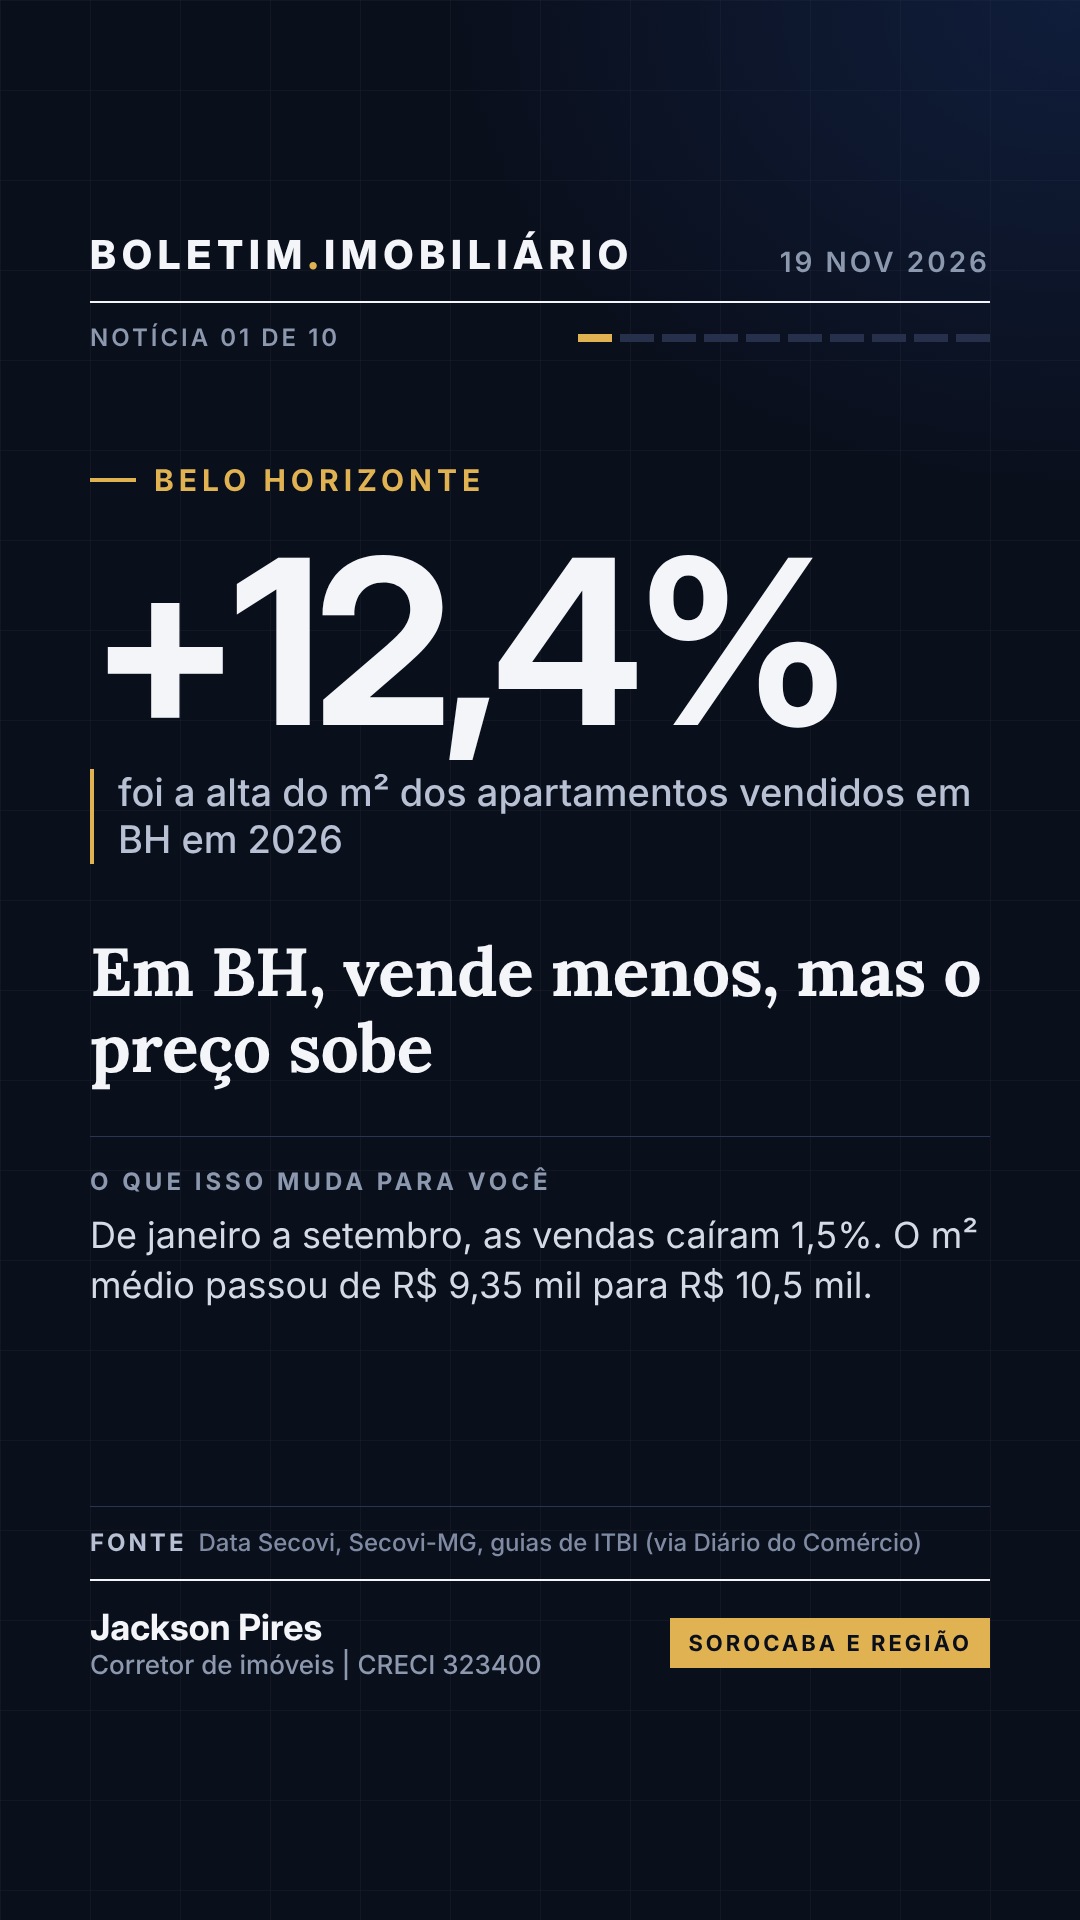 BOLETIM.IMOBILIÁRIO
19 NOV 2026
NOTÍCIA 01 DE 10
BELO HORIZONTE
+12,4%
foi a alta do m² dos apartamentos vendidos em
BH em 2026
Em BH, vende menos, mas o
preço sobe
O QUE ISSO MUDA PARA VOCÊ
De janeiro a setembro, as vendas caíram 1,5%. O m²
médio passou de R$ 9,35 mil para R$ 10,5 mil.
FONTE Data Secovi, Secovi-MG, guias de ITBI (via Diário do Comércio)
Jackson Pires
Corretor de imóveis | CRECI 323400
SOROCABA E REGIÃO